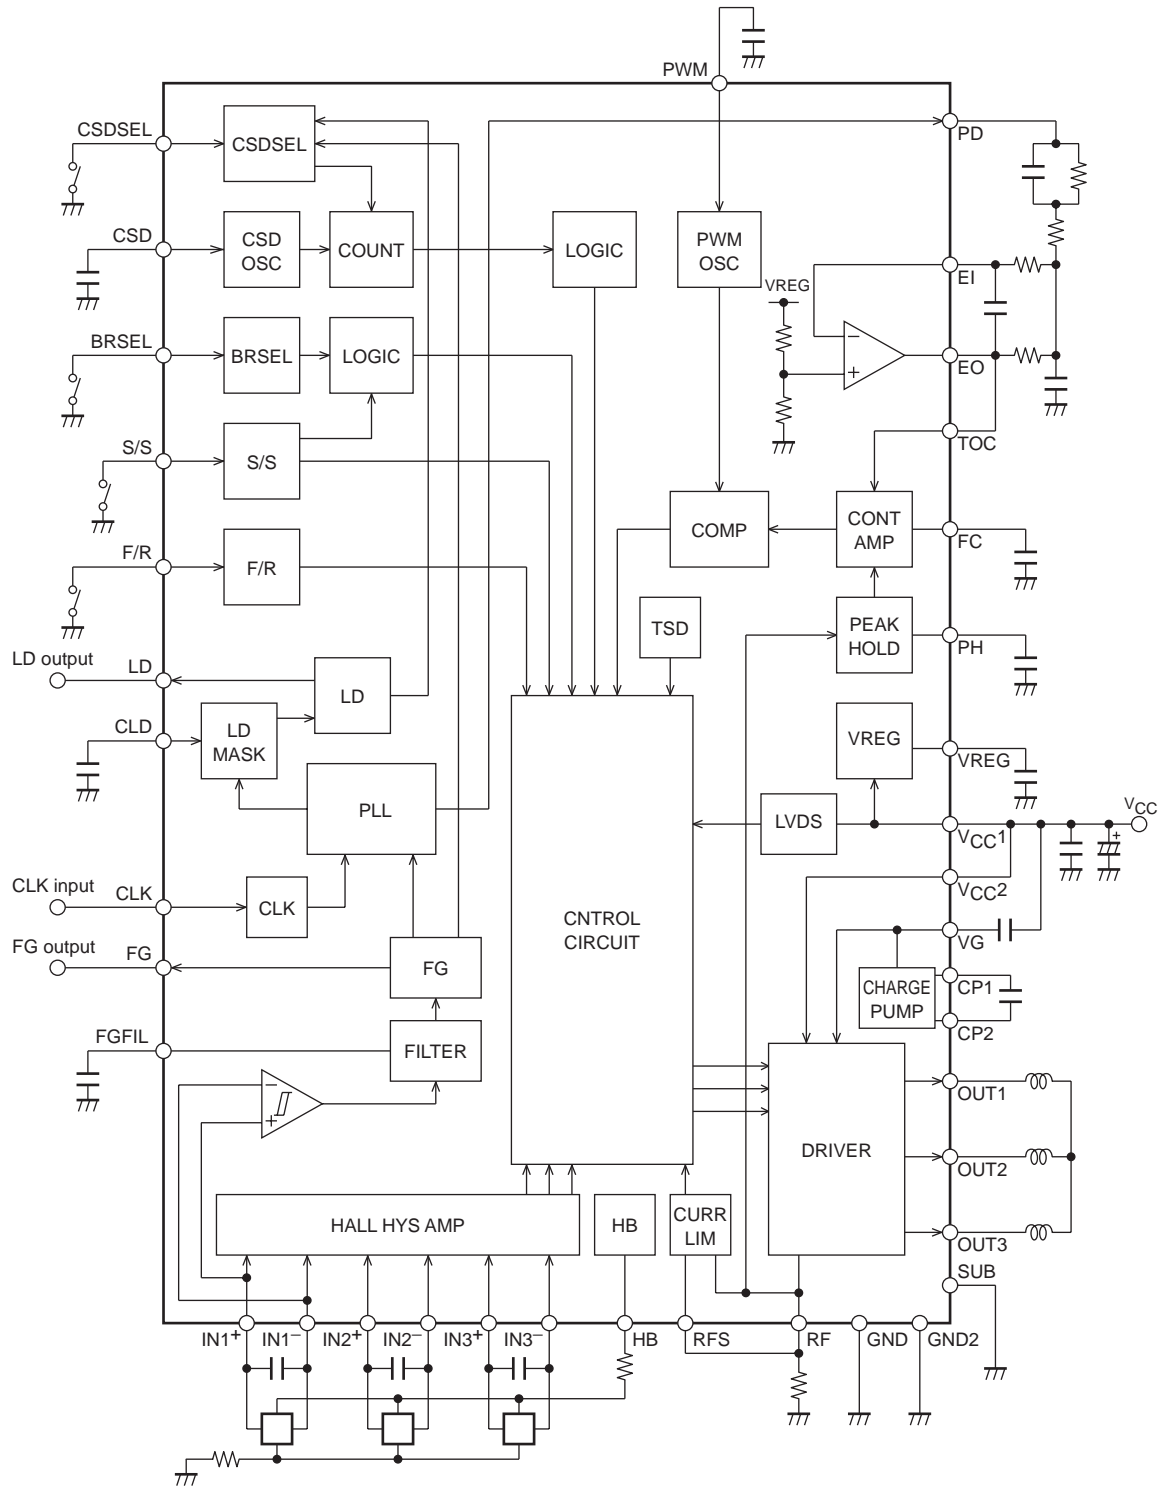 PWM
CSDSEL
CSDSEL
PD
CSD
CSD
OSC
COUNT
LOGIC
PWM
OSC
EI
VREG
BRSEL
BRSEL
LOGIC
−
+
EO
S/S
S/S
TOC
COMP
CONT
AMP
FC
F/R
F/R
TSD
PEAK
HOLD
PH
LD output
LD
LD
CLD
LD
MASK
VREG
VREG
PLL
LVDS
VCC1
VCC
+
VCC2
CLK input
CLK
CLK
CNTROL
CIRCUIT
VG
FG output
FG
FG
CHARGE
PUMP
CP1
CP2
FGFIL
FILTER
−
+
OUT1
DRIVER
OUT2
HALL HYS AMP
HB
CURR
LIM
OUT3
SUB
IN1+
IN1−
IN2+
IN2−
IN3+
IN3−
HB
RFS
RF
GND
GND2